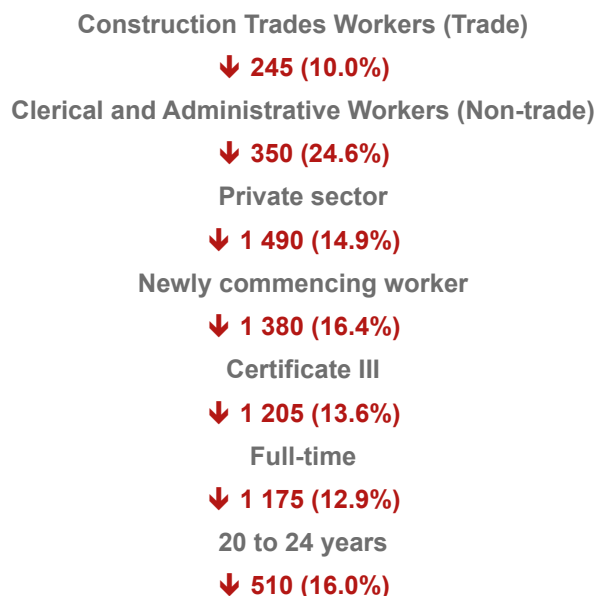 Construction Trades Workers (Trade)
↓ 245 (10.0%)
Clerical and Administrative Workers (Non-trade)
↓ 350 (24.6%)
Private sector
↓ 1 490 (14.9%)
Newly commencing worker
↓ 1 380 (16.4%)
Certificate III
↓ 1 205 (13.6%)
Full-time
↓ 1 175 (12.9%)
20 to 24 years
↓ 510 (16.0%)